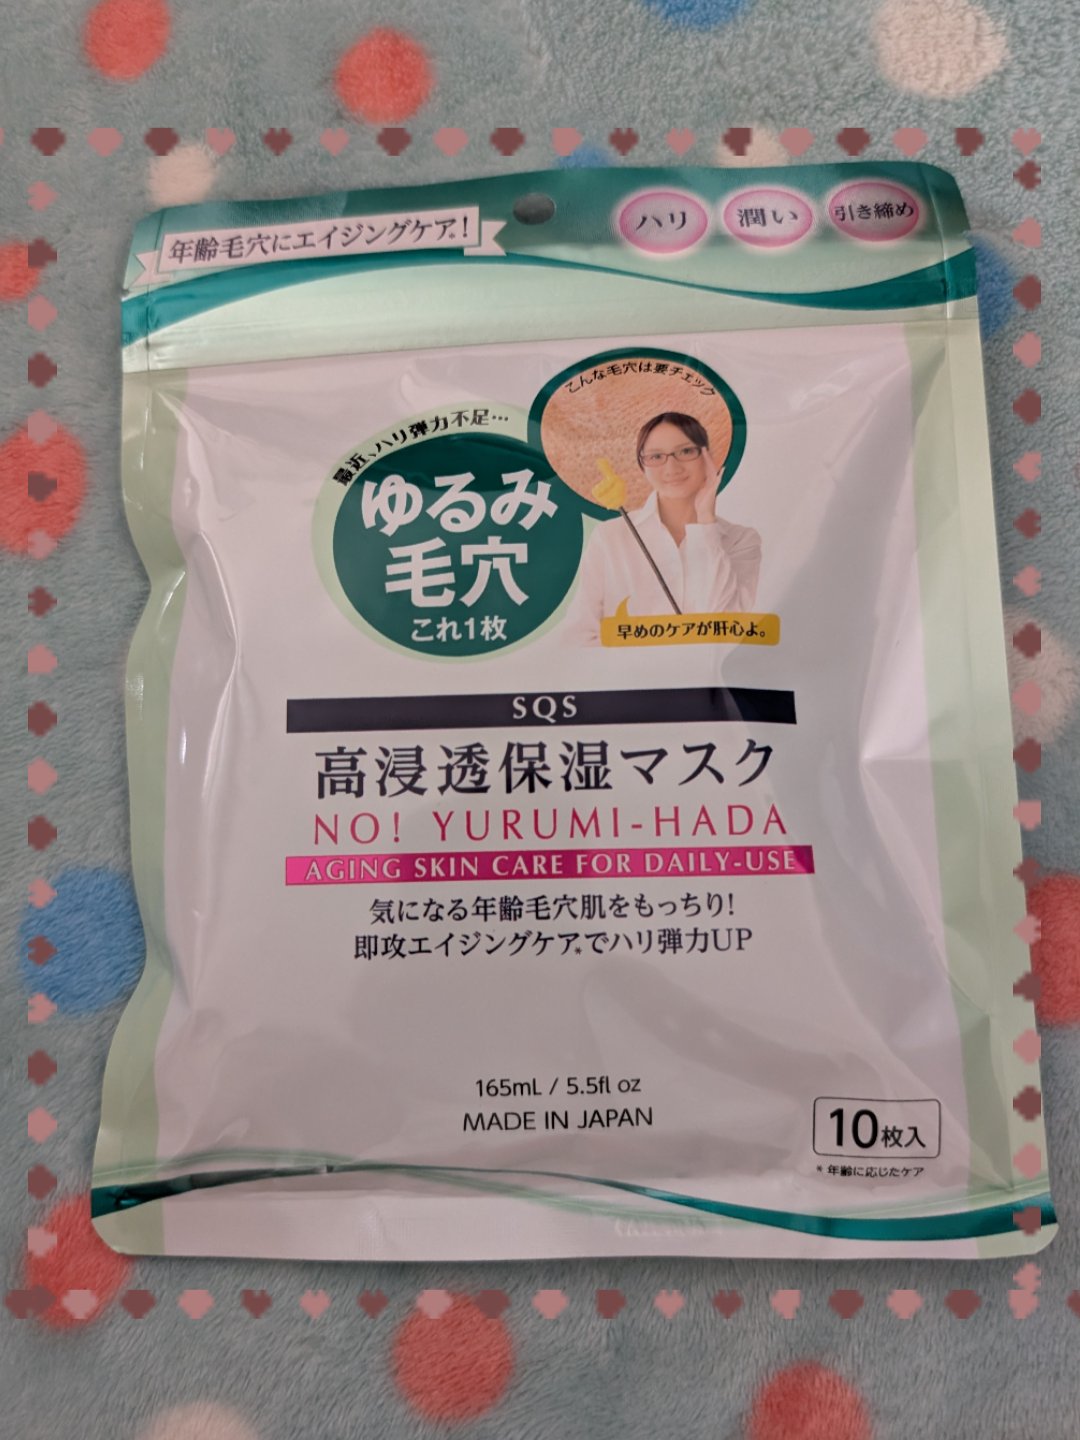 年齢毛穴にエイジングケア*！
ハリ
潤い
引き締め
こんな毛穴は要チェック
最近、ハリ弾力不足…
ゆるみ
毛穴
これ1枚
早めのケアが肝心よ。
SQS
高浸透保湿マスク
NO! YURUMI-HADA
AGING SKIN CARE FOR DAILY-USE
気になる年齢毛穴肌をもっちり！
即攻エイジングケア*でハリ弾力UP
165mL / 5.5fl oz
MADE IN JAPAN
10枚入
* 年齢に応じたケア